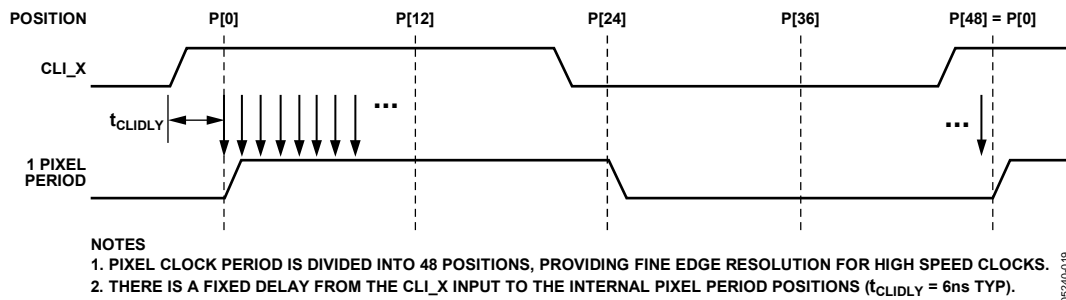 POSITION P[0] P[12] P[24] P[36] P[48] = P[0]
CLI_X
tCLIDLY
...
...
1 PIXEL
PERIOD
NOTES
1. PIXEL CLOCK PERIOD IS DIVIDED INTO 48 POSITIONS, PROVIDING FINE EDGE RESOLUTION FOR HIGH SPEED CLOCKS.
2. THERE IS A FIXED DELAY FROM THE CLI_X INPUT TO THE INTERNAL PIXEL PERIOD POSITIONS (tCLIDLY = 6ns TYP).
05240-019